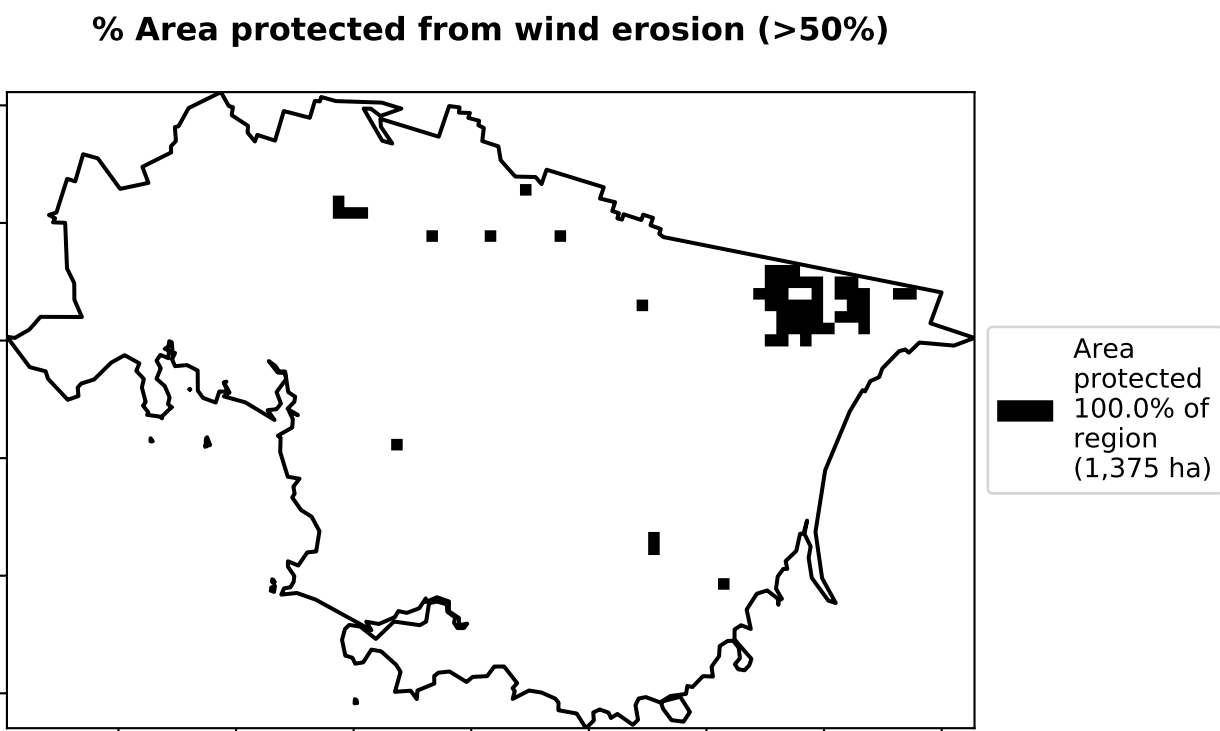 % Area protected from wind erosion (>50%)
Area
protected
100.0% of
region
(1,375 ha)